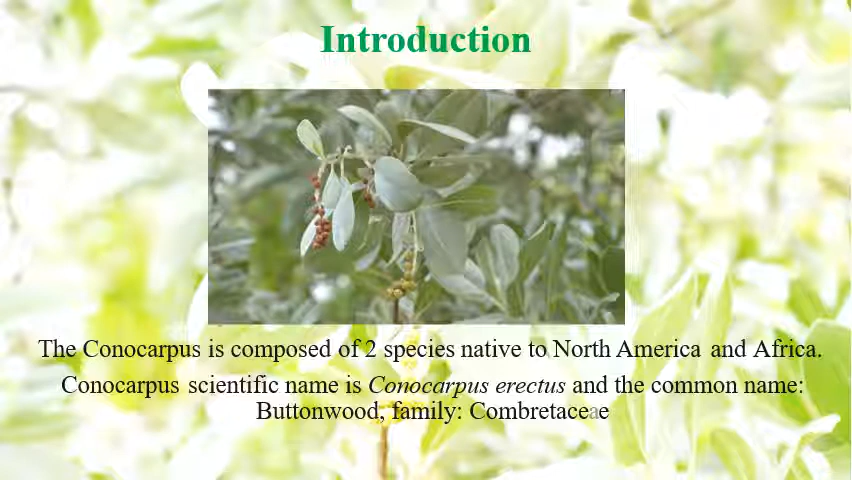 Introduction
The Conocarpus is composed of 2 species native to North America and Africa.
Conocarpus scientific name is Conocarpus erectus and the common name:
Buttonwood, family: Combretaceae